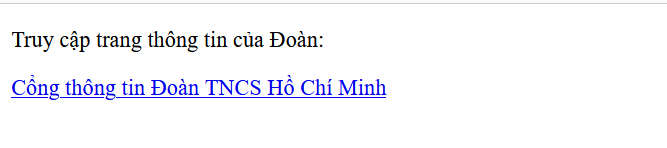 Truy cập trang thông tin của Đoàn:
Cổng thông tin Đoàn TNCS Hồ Chí Minh